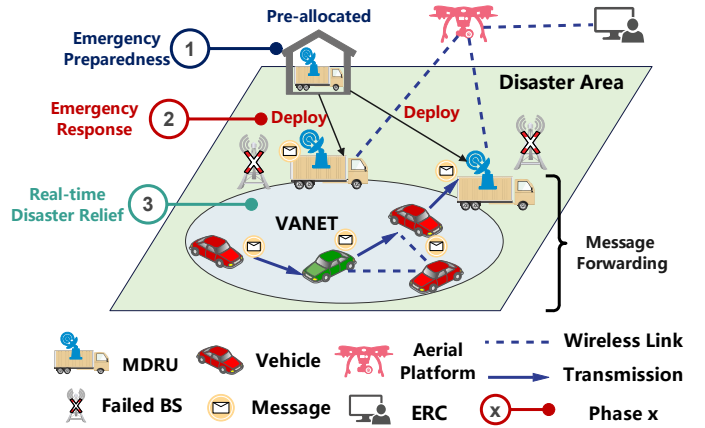 Pre-allocated
Emergency
Preparedness
1
ERC
Disaster Area
Emergency
Response
2
Deploy
Deploy
Real-time
Disaster Relief
3
VANET
Message
Forwarding
MDRU
Vehicle
Aerial
Platform
Wireless Link
Transmission
Failed BS
Message
ERC
x
Phase x